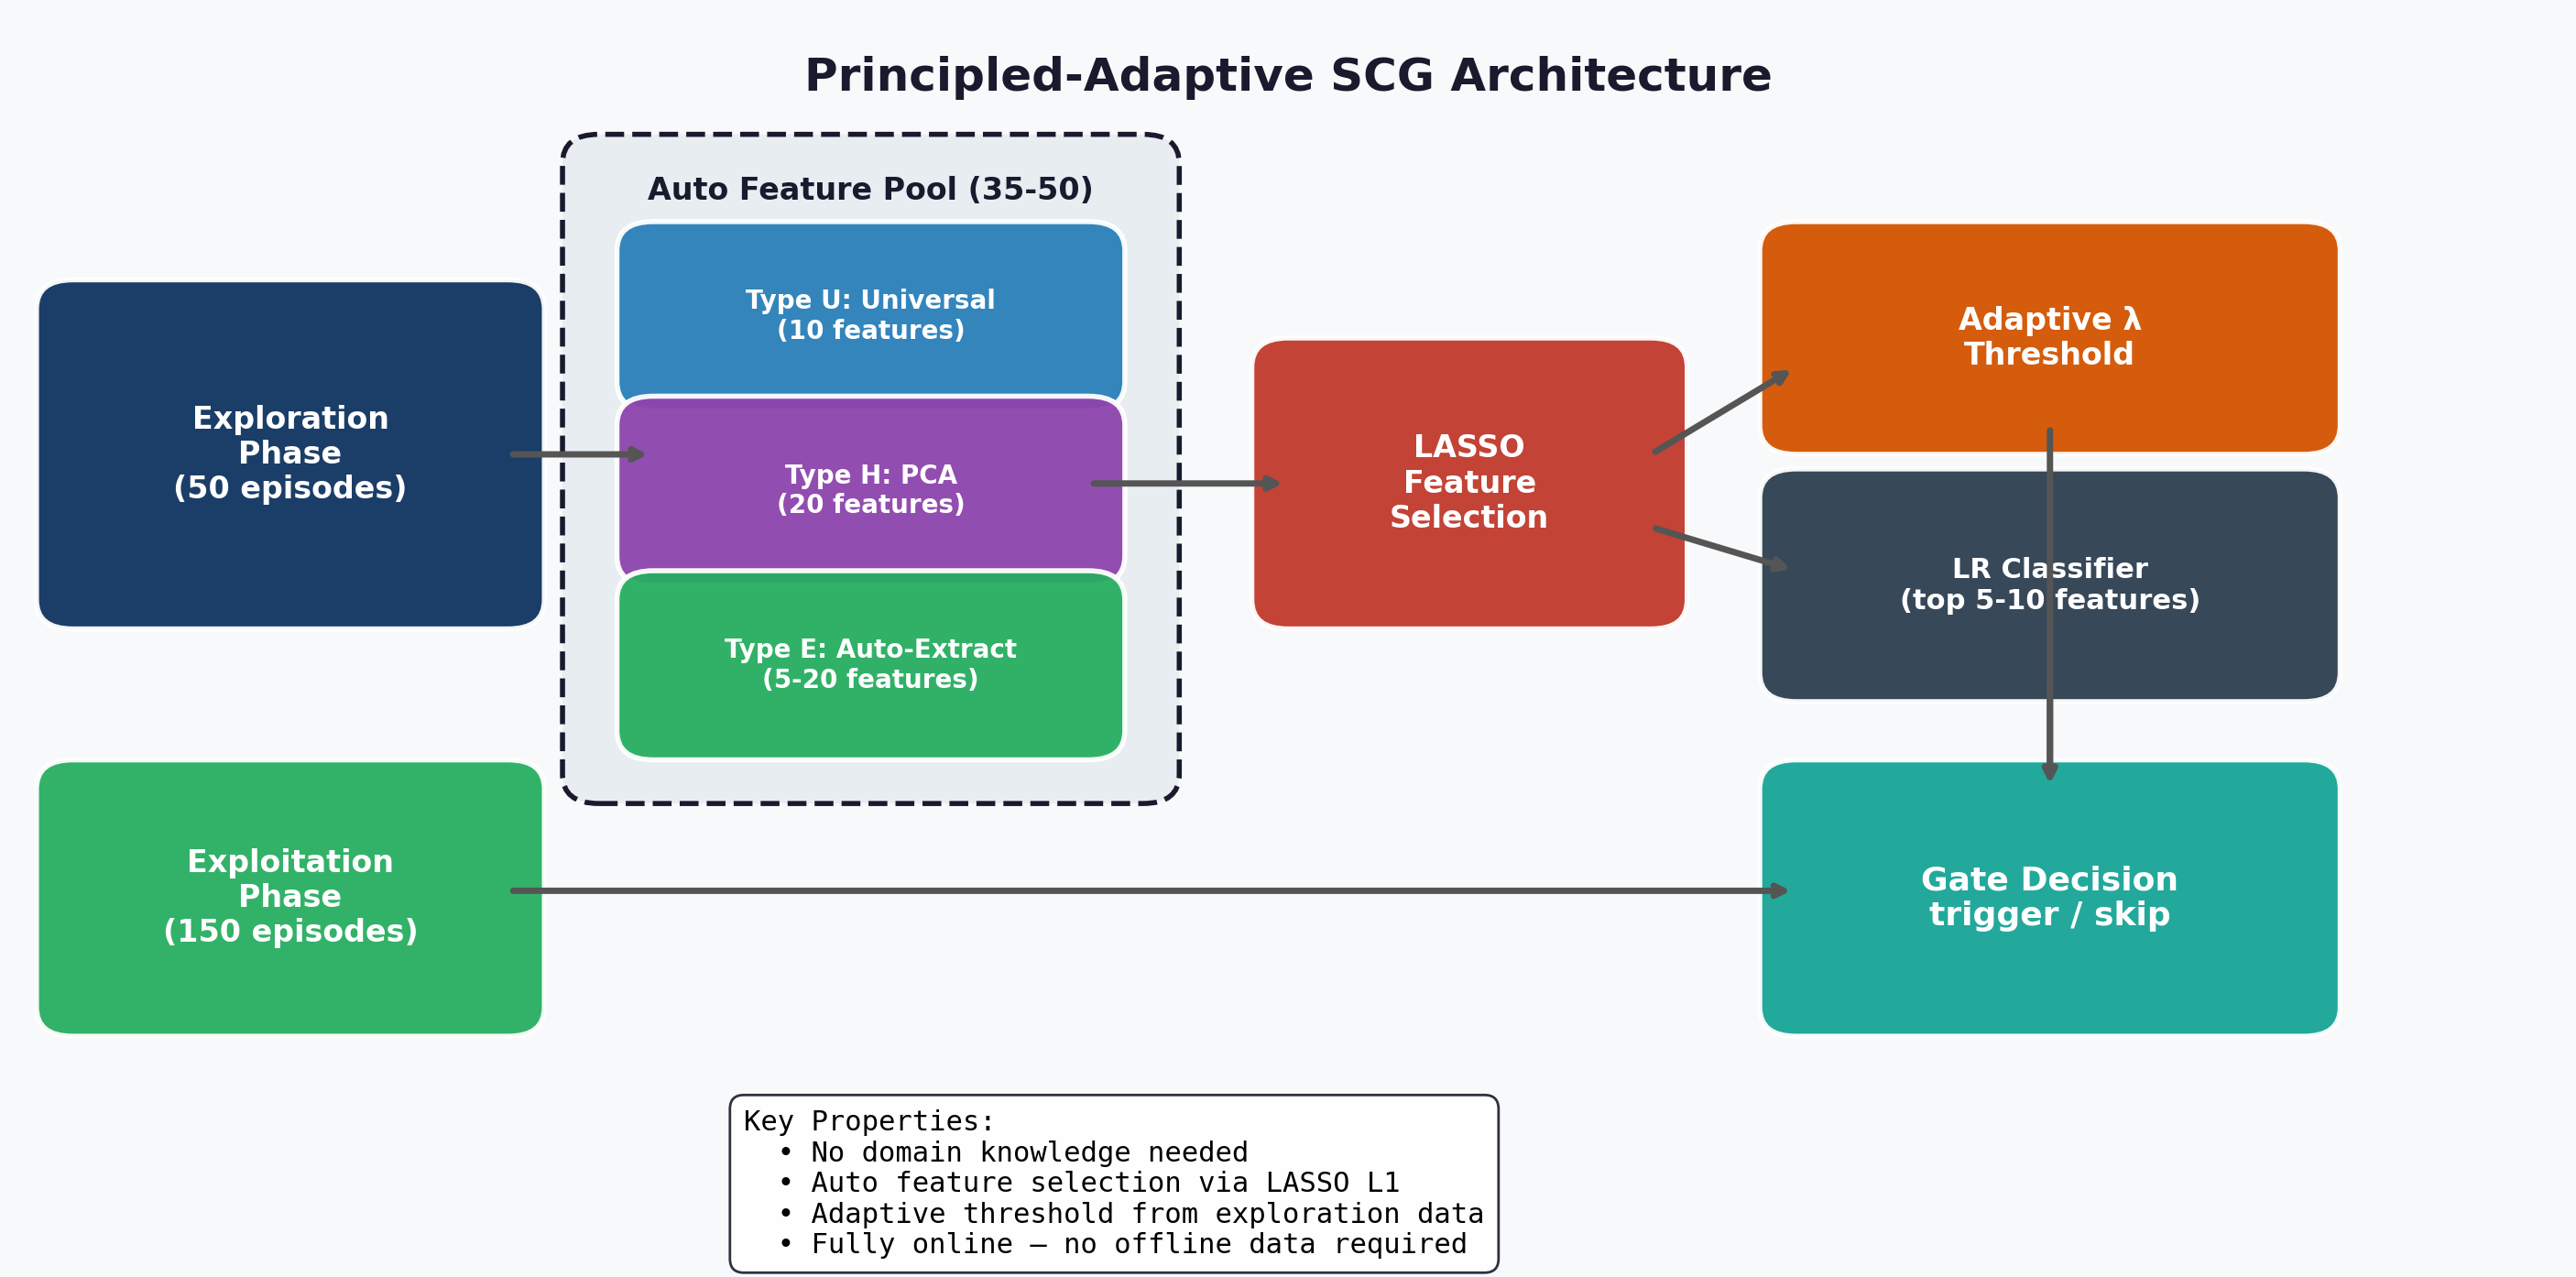 Principled-Adaptive SCG Architecture
Auto Feature Pool (35-50)
Exploration
Phase
(50 episodes)
Type U: Universal
(10 features)
Type H: PCA
(20 features)
Type E: Auto-Extract
(5-20 features)
LASSO
Feature
Selection
Adaptive λ
Threshold
LR Classifier
(top 5-10 features)
Exploitation
Phase
(150 episodes)
Gate Decision
trigger / skip
Key Properties:
• No domain knowledge needed
• Auto feature selection via LASSO L1
• Adaptive threshold from exploration data
• Fully online — no offline data required